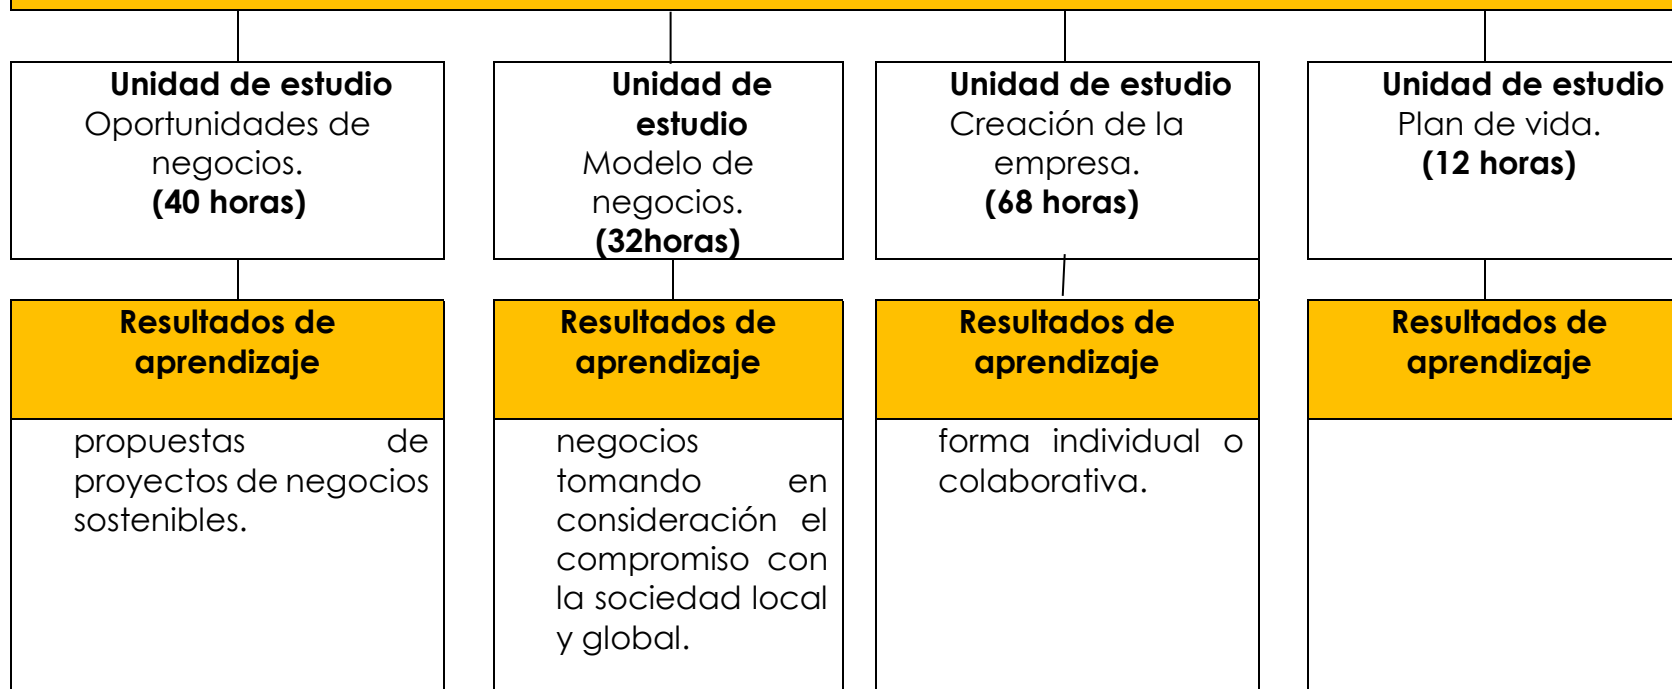 Unidad de estudio
Oportunidades de
negocios.
(40 horas)
Unidad de
estudio
Modelo de
negocios.
(32horas)
Unidad de estudio
Creación de la
empresa.
(68 horas)
Unidad de estudio
Plan de vida.
(12 horas)
Resultados de
aprendizaje
Resultados de
aprendizaje
Resultados de
aprendizaje
Resultados de
aprendizaje
propuestas de
proyectos de negocios
sostenibles.
negocios
tomando en
consideración el
compromiso con
la sociedad local
y global.
forma individual o
colaborativa.